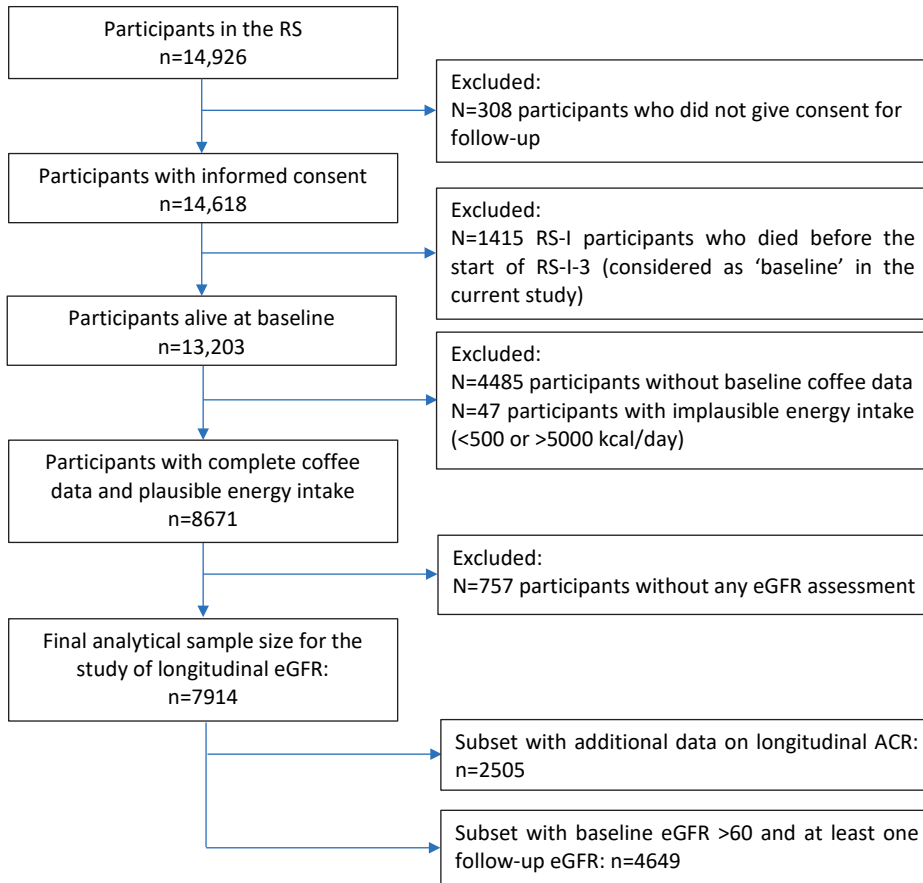 Participants in the RS
n=14,926
Excluded:
N=308 participants who did not give consent for
follow-up
Participants with informed consent
n=14,618
Excluded:
N=1415 RS-I participants who died before the
start of RS-I-3 (considered as ‘baseline’ in the
current study)
Participants alive at baseline
n=13,203
Excluded:
N=4485 participants without baseline coffee data
N=47 participants with implausible energy intake
(<500 or >5000 kcal/day)
Participants with complete coffee
data and plausible energy intake
n=8671
Excluded:
N=757 participants without any eGFR assessment
Final analytical sample size for the
study of longitudinal eGFR:
n=7914
Subset with additional data on longitudinal ACR:
n=2505
Subset with baseline eGFR >60 and at least one
follow-up eGFR: n=4649